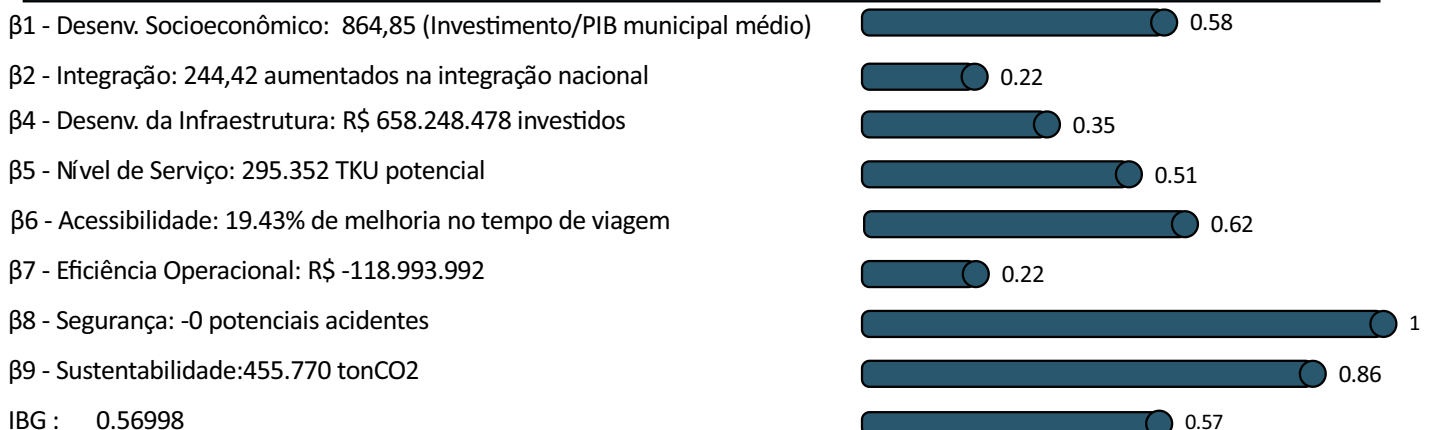 β1 - Desenv. Socioeconômico: 864,85 (Investimento/PIB municipal médio) 0.58
β2 - Integração: 244,42 aumentados na integração nacional 0.22
β4 - Desenv. da Infraestrutura: R$ 658.248.478 investidos 0.35
β5 - Nível de Serviço: 295.352 TKU potencial 0.51
β6 - Acessibilidade: 19.43% de melhoria no tempo de viagem 0.62
β7 - Eficiência Operacional: R$ -118.993.992 0.22
β8 - Segurança: -0 potenciais acidentes 1
β9 - Sustentabilidade:455.770 tonCO2 0.86
IBG : 0.56998 0.57